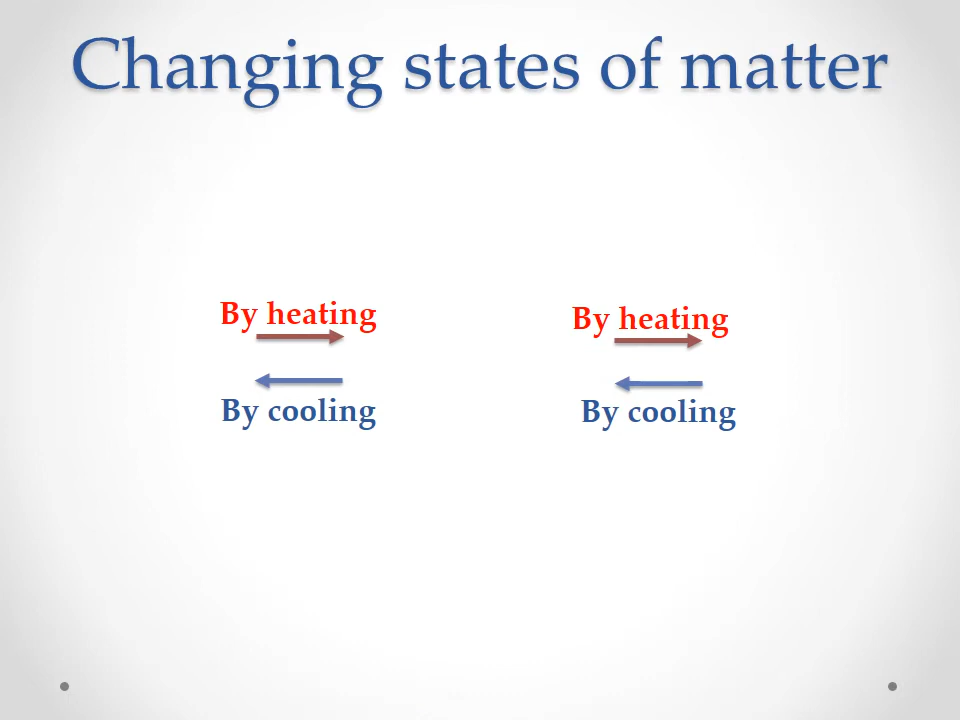 Changing states of matter
By heating
By heating
By cooling
By cooling